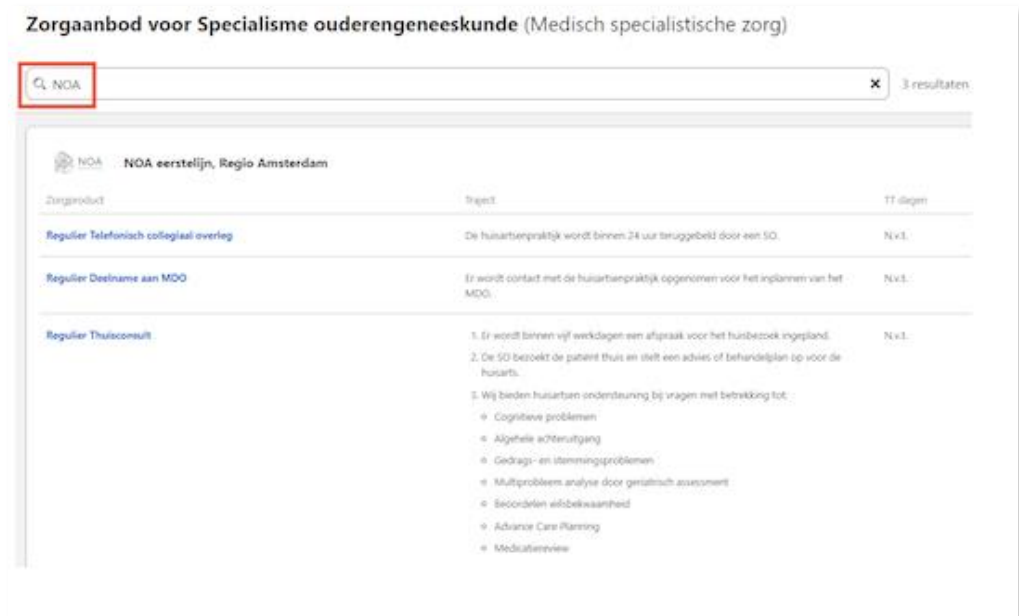 Zorgaanbod voor Specialisme ouderengeneeskunde (Medisch specialistische zorg)
NOA
3 resultaten
NOA NOA eerstelijn, Regio Amsterdam
Zorgproduct Traject TT dagen
Regulier Telefonisch collegiaal overleg De huisartsenpraktijk wordt binnen 24 uur teruggebeld door een SO. N.v.t.
Regulier Deelname aan MDO Er wordt contact met de huisartsenpraktijk opgenomen voor het inplannen van het N.v.t.
MDO.
Regulier Thuisconsult 1. Er wordt binnen vijf werkdagen een afspraak voor het huisbezoek ingepland. N.v.t.
2. De SO bezoekt de patient thuis en stelt een advies of behandelplan op voor de
huisarts.
3. Wij bieden huisartsen ondersteuning bij vragen met betrekking tot:
Cognitieve problemen
Algehele achteruitgang
Gedrags- en stemmingsproblemen
Multiprobleem analyse door geriatrisch assessment
Beoordelen wilsbekwaamheid
Advance Care Planning
Medicatiereview